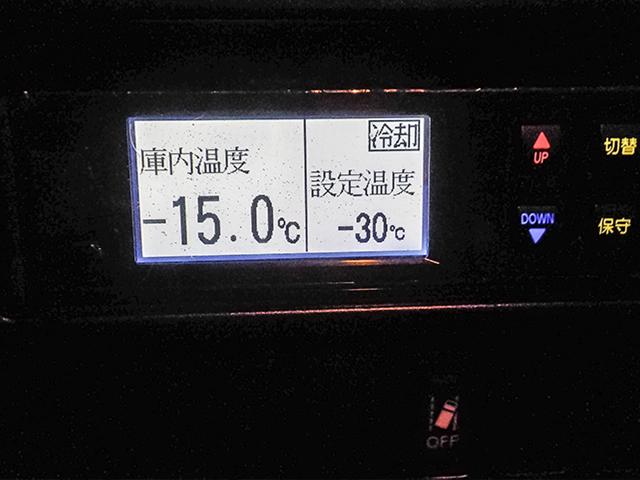 冷却
庫内温度
設定温度
-15.0℃
-30℃
UP
切替
DOWN
保守
OFF